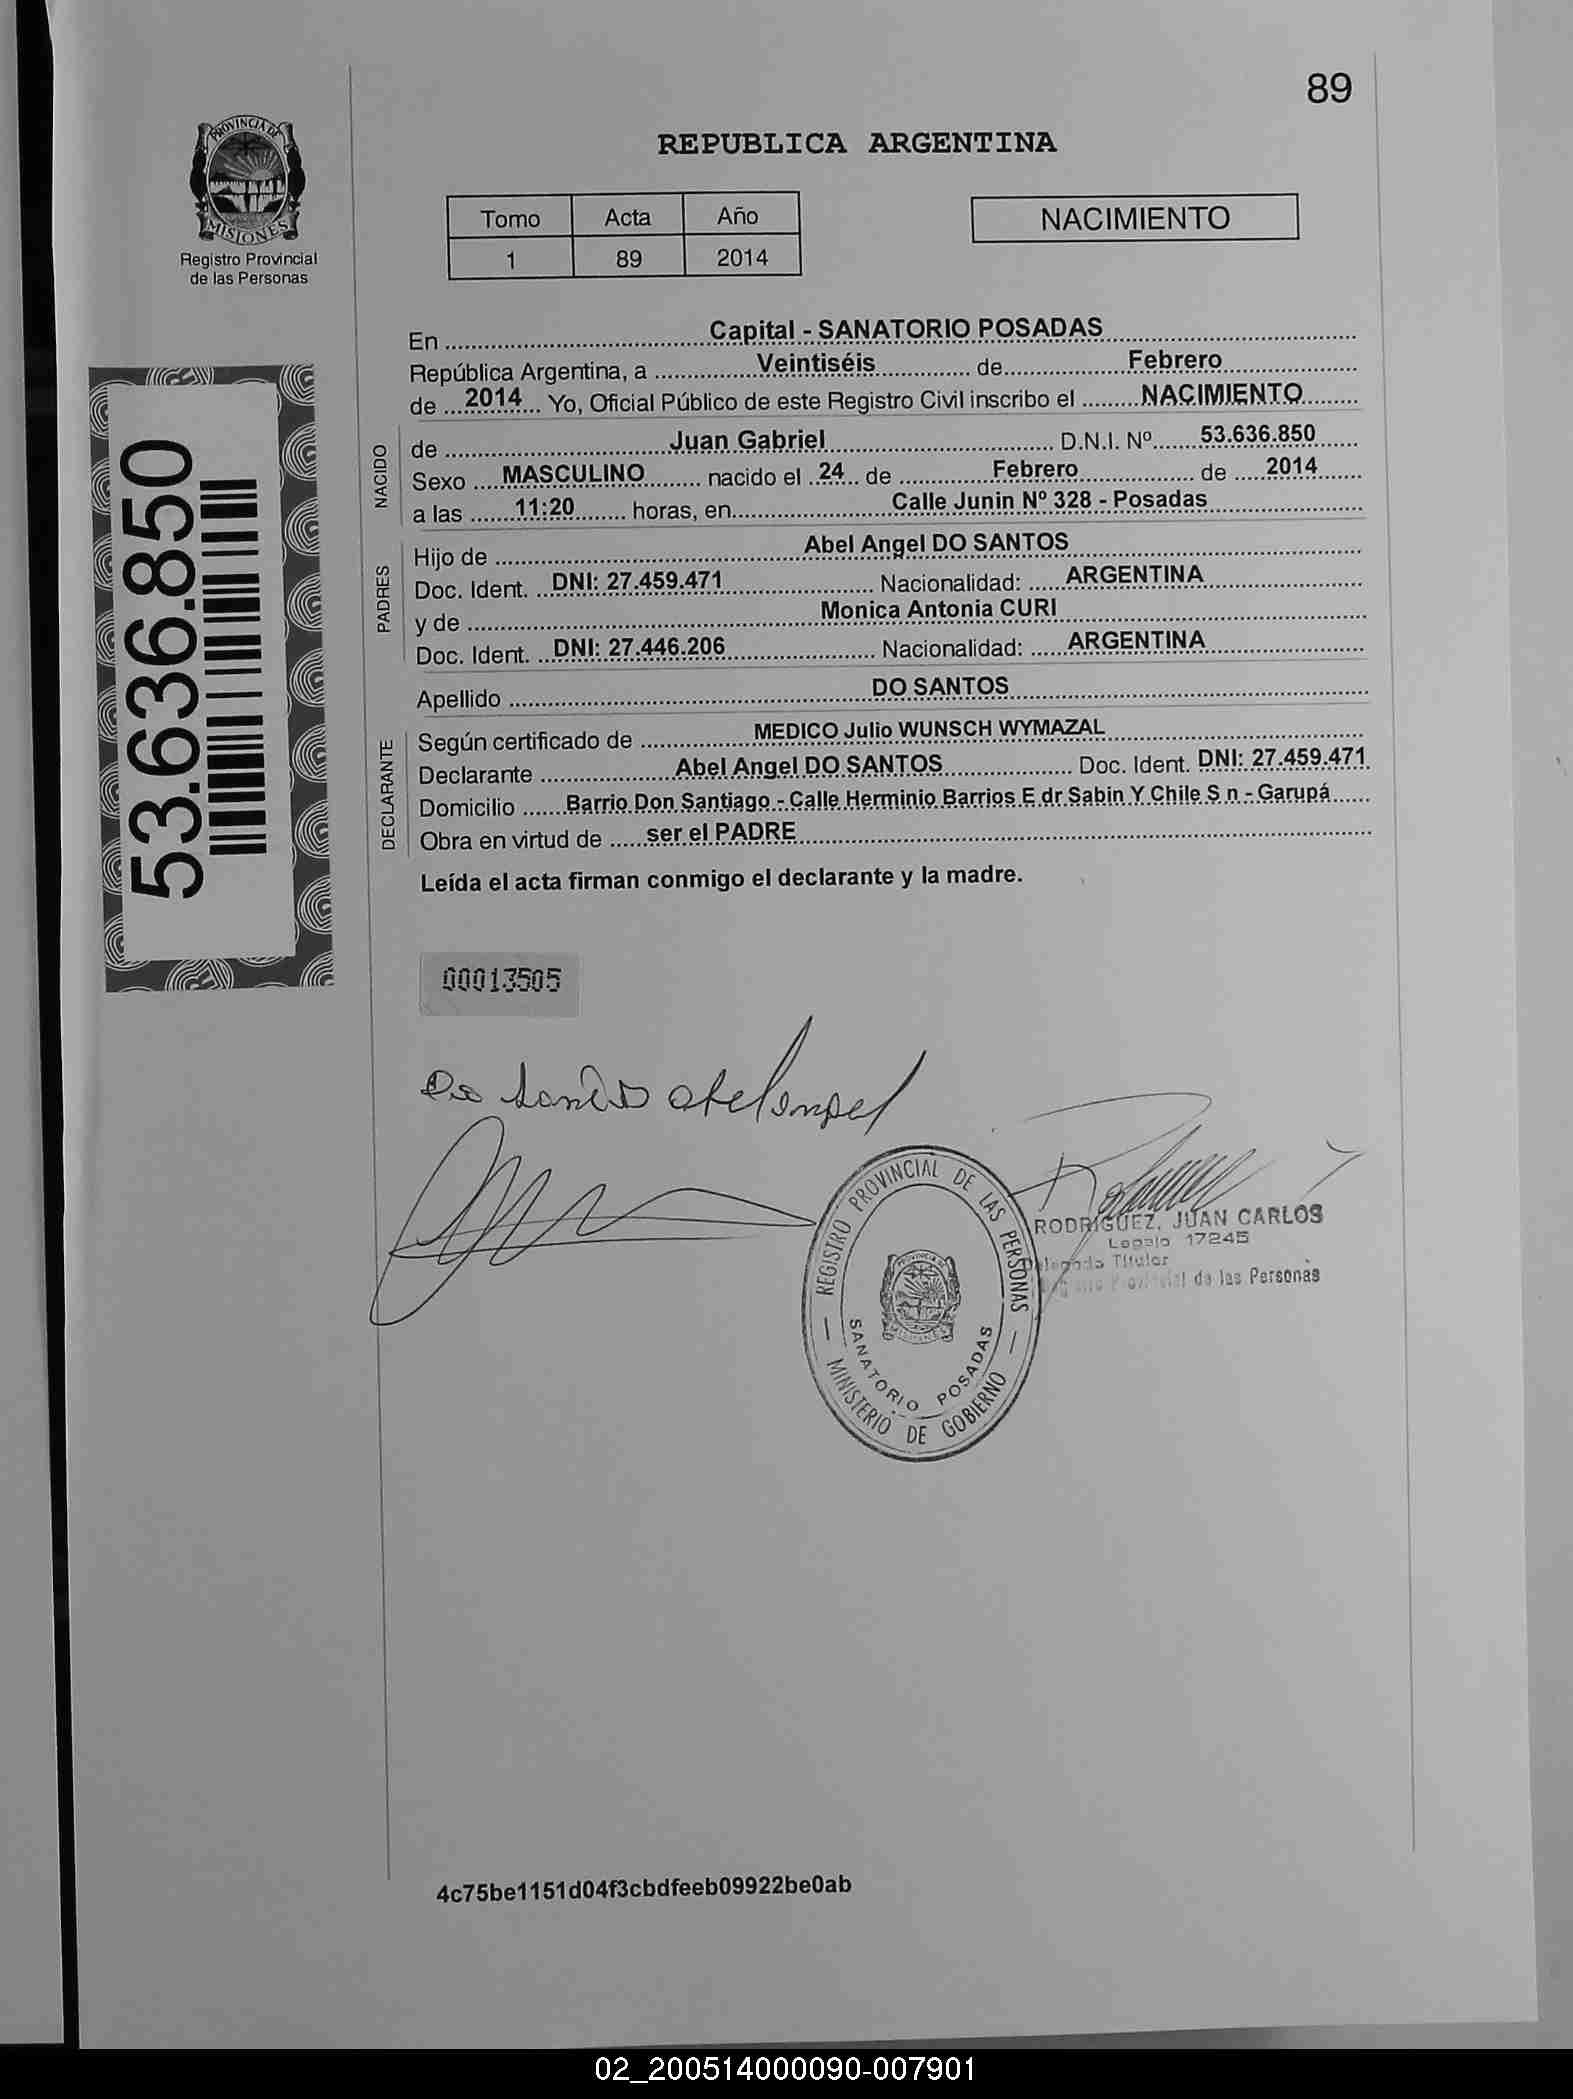 89
REPUBLICA ARGENTINA
PROVINCIA DE
MISIONES
Registro Provincial
de las Personas
Tomo Acta Año
1 89 2014
NACIMIENTO
En Capital - SANATORIO POSADAS
República Argentina, a Veintiséis de Febrero
de 2014 Yo, Oficial Público de este Registro Civil inscribo el NACIMIENTO
53.636.850
NACIDO
de Juan Gabriel D.N.I. Nº 53.636.850
Sexo MASCULINO nacido el 24 de Febrero de 2014
a las 11:20 horas, en Calle Junin Nº 328 - Posadas
PADRES
Hijo de Abel Angel DO SANTOS
Doc. Ident. DNI: 27.459.471 Nacionalidad: ARGENTINA
y de Monica Antonia CURI
Doc. Ident. DNI: 27.446.206 Nacionalidad: ARGENTINA
Apellido DO SANTOS
DECLARANTE
Según certificado de MEDICO Julio WUNSCH WYMAZAL
Declarante Abel Angel DO SANTOS Doc. Ident. DNI: 27.459.471
Domicilio Barrio Don Santiago - Calle Herminio Barrios E dr Sabin Y Chile S n - Garupá
Obra en virtud de ser el PADRE
Leída el acta firman conmigo el declarante y la madre.
00013505
Do Santos Abel Angel
REGISTRO PROVINCIAL DE LAS PERSONAS
SANATORIO POSADAS
MINISTERIO DE GOBIERNO
RODRIGUEZ, JUAN CARLOS
Legajo 17245
Delegado Titular
Provincial de las Personas
4c75be1151d04f3cbdfeeb09922be0ab
02_200514000090-007901